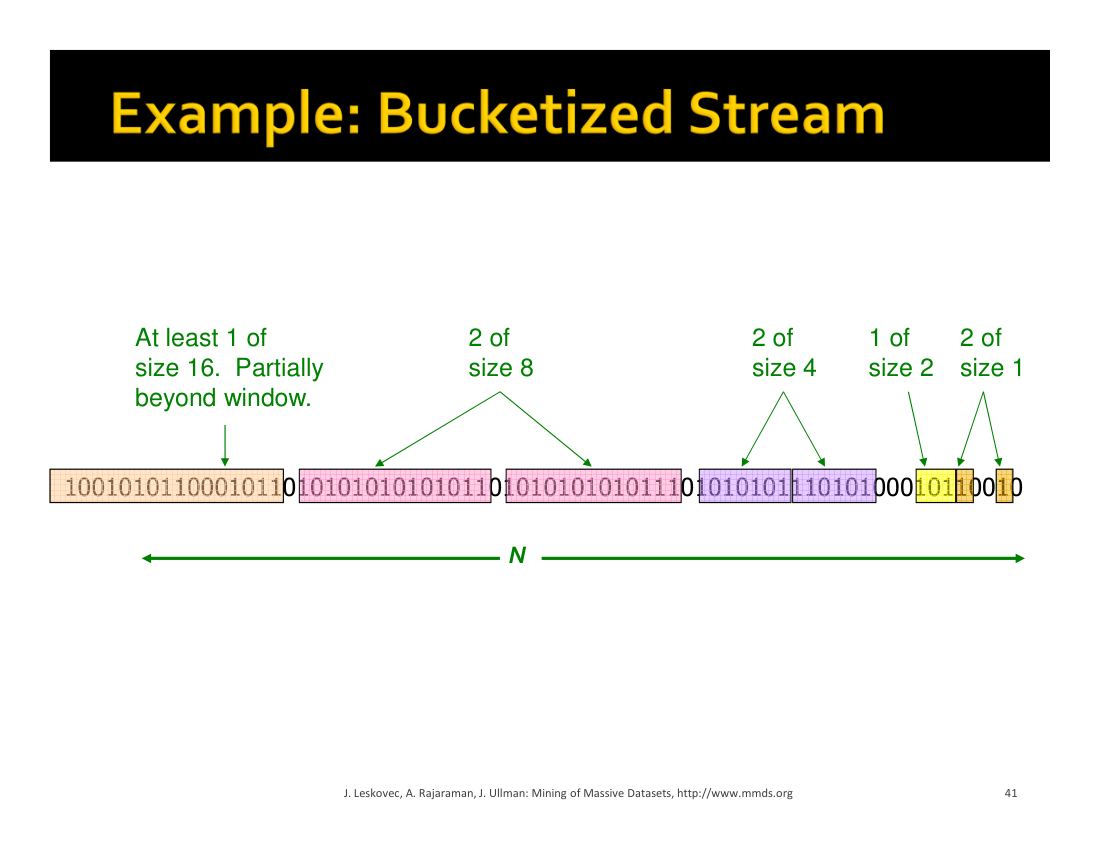 Example: Bucketized Stream
At least 1 of
size 16. Partially
beyond window.
2 of
size 8
2 of
size 4
1 of
size 2
2 of
size 1
1001010110001011010101010101011010101010101110101010111010100010110010
N
J. Leskovec, A. Rajaraman, J. Ullman: Mining of Massive Datasets, http://www.mmds.org
41